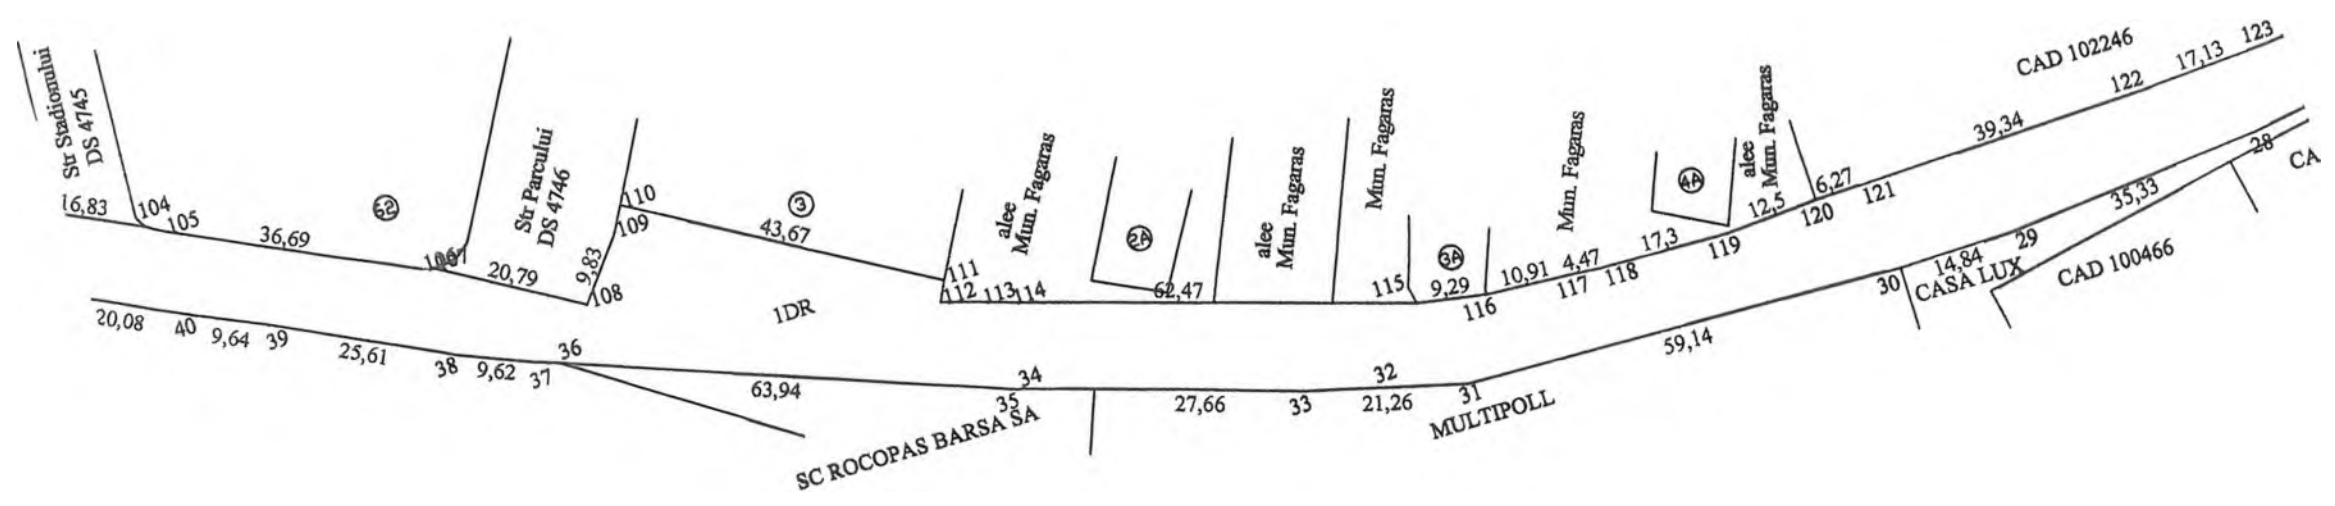 Str Stadionului
DS 4745
16,83
104
105
36,69
62
20,79
Str Parcului
DS 4746
9,83
108
109
110
3
43,67
1DR
111
112
113
114
alee
Mun. Fagaras
2A
62,47
alee
Mun. Fagaras
Mun. Fagaras
115
3A
9,29
116
10,91
4,47
117
118
Mun. Fagaras
17,3
4A
119
alee
Mun. Fagaras
12,5
120
6,27
121
39,34
CAD 102246
122
17,13
123
20,08
40
9,64
39
25,61
38
9,62
37
36
63,94
34
35
SC ROCOPAS BARSA SA
27,66
33
32
21,26
31
MULTIPOLL
59,14
30
14,84
CASA LUX
29
35,33
28
CAD 100466
CA